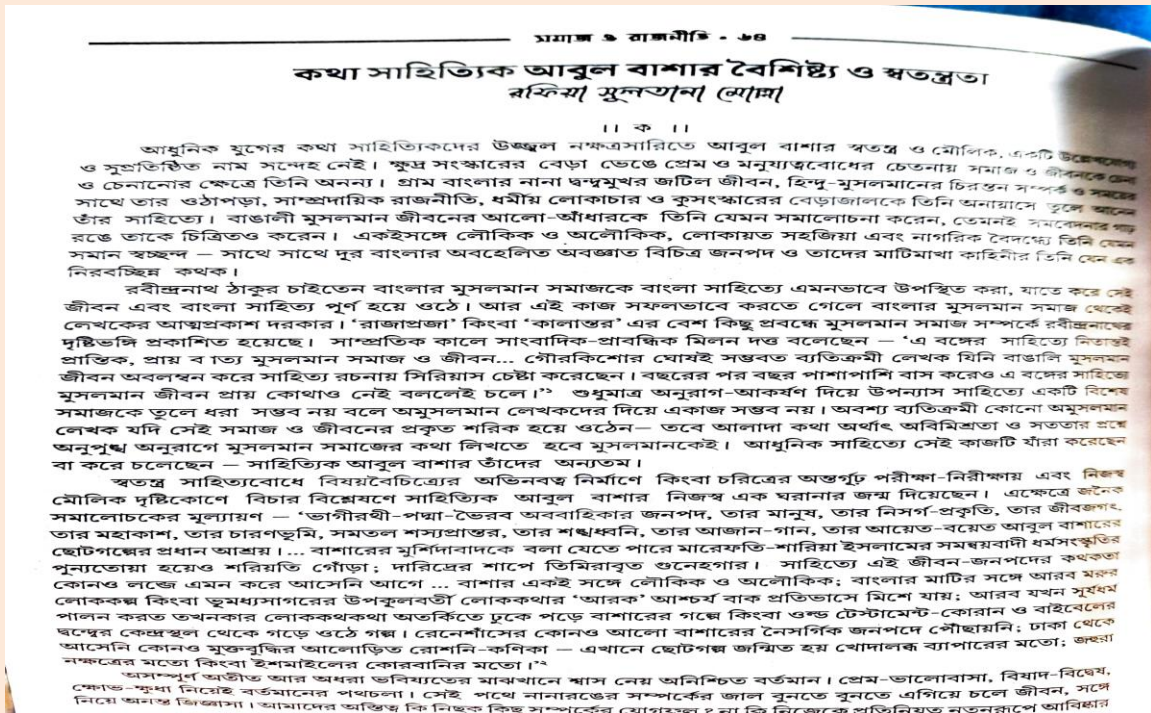 সমাজ ও রাজনীতি - ৬৪
কথা সাহিত্যিক আবুল বাশার বৈশিষ্ট্য ও স্বতন্ত্রতা
রফিয়া সুলতানা মোল্লা
।। ক ।।
আধুনিক যুগের কথা সাহিত্যিকদের উজ্জ্বল নক্ষত্রসারিতে আবুল বাশার স্বতন্ত্র ও মৌলিক, একটি উল্লেখযোগ্য
ও সুপ্রতিষ্ঠিত নাম সন্দেহ নেই। ক্ষুদ্র সংস্কারের বেড়া ভেঙে প্রেম ও মনুষ্যত্ববোধের চেতনায় সমাজ ও জীবনকে চেনা
ও চেনানোর ক্ষেত্রে তিনি অনন্য। গ্রাম বাংলার নানা দ্বন্দ্বমুখর জটিল জীবন, হিন্দু-মুসলমানের চিরন্তন সম্পর্ক ও সময়ের
সাথে তার ওঠাপড়া, সাম্প্রদায়িক রাজনীতি, ধর্মীয় লোকাচার ও কুসংস্কারের বেড়াজালকে তিনি অনায়াসে তুলে আনেন
তাঁর সাহিত্যে। বাঙালী মুসলমান জীবনের আলো-আঁধারকে তিনি যেমন সমালোচনা করেন, তেমনই সমবেদনার গাঢ়
রঙে তাকে চিত্রিতও করেন। একইসঙ্গে লৌকিক ও অলৌকিক, লোকায়ত সহজিয়া এবং নাগরিক বৈদগ্ধ্যে তিনি যেমন
সমান স্বচ্ছন্দ — সাথে সাথে দূর বাংলার অবহেলিত অবজ্ঞাত বিচিত্র জনপদ ও তাদের মাটিমাখা কাহিনীর তিনি যেন এক
নিরবচ্ছিন্ন কথক।
রবীন্দ্রনাথ ঠাকুর চাইতেন বাংলার মুসলমান সমাজকে বাংলা সাহিত্যে এমনভাবে উপস্থিত করা, যাতে করে সেই
জীবন এবং বাংলা সাহিত্য পূর্ণ হয়ে ওঠে। আর এই কাজ সফলভাবে করতে গেলে বাংলার মুসলমান সমাজ থেকেই
লেখকের আত্মপ্রকাশ দরকার। 'রাজাপ্রজা' কিংবা 'কালান্তর' এর বেশ কিছু প্রবন্ধে মুসলমান সমাজ সম্পর্কে রবীন্দ্রনাথের
দৃষ্টিভঙ্গি প্রকাশিত হয়েছে। সাম্প্রতিক কালে সাংবাদিক-প্রাবন্ধিক মিলন দত্ত বলেছেন — 'এ বঙ্গের সাহিত্যে নিতান্তই
প্রান্তিক, প্রায় ব াত্য মুসলমান সমাজ ও জীবন... গৌরকিশোর ঘোষই সম্ভবত ব্যতিক্রমী লেখক যিনি বাঙালি মুসলমান
জীবন অবলম্বন করে সাহিত্য রচনায় সিরিয়াস চেষ্টা করেছেন। বছরের পর বছর পাশাপাশি বাস করেও এ বঙ্গের সাহিত্যে
মুসলমান জীবন প্রায় কোথাও নেই বললেই চলে।'১ শুধুমাত্র অনুরাগ-আকর্ষণ দিয়ে উপন্যাস সাহিত্যে একটি বিশেষ
সমাজকে তুলে ধরা সম্ভব নয় বলে অমুসলমান লেখকদের দিয়ে একাজ সম্ভব নয়। অবশ্য ব্যতিক্রমী কোনো অমুসলমান
লেখক যদি সেই সমাজ ও জীবনের প্রকৃত শরিক হয়ে ওঠেন— তবে আলাদা কথা অর্থাৎ অবিমিশ্রতা ও সততার প্রশ্নে
অনুপুঙ্খ অনুরাগে মুসলমান সমাজের কথা লিখতে হবে মুসলমানকেই। আধুনিক সাহিত্যে সেই কাজটি যাঁরা করেছেন
বা করে চলেছেন — সাহিত্যিক আবুল বাশার তাঁদের অন্যতম।
স্বতন্ত্র সাহিত্যবোধে বিষয়বৈচিত্র্যের অভিনবত্ব নির্মাণে কিংবা চরিত্রের অন্তর্গূঢ় পরীক্ষা-নিরীক্ষায় এবং নিজস্ব
মৌলিক দৃষ্টিকোণে বিচার বিশ্লেষণে সাহিত্যিক আবুল বাশার নিজস্ব এক ঘরানার জন্ম দিয়েছেন। এক্ষেত্রে জনৈক
সমালোচকের মূল্যায়ণ — 'ভাগীরথী-পদ্মা-ভৈরব অববাহিকার জনপদ, তার মানুষ, তার নিসর্গ-প্রকৃতি, তার জীবজগৎ,
তার মহাকাশ, তার চারণভূমি, সমতল শস্যপ্রান্তর, তার শঙ্খধ্বনি, তার আজান-গান, তার আয়েত-বয়েত আবুল বাশারের
ছোটগল্পের প্রধান আশ্রয়। ... বাশারের মুর্শিদাবাদকে বলা যেতে পারে মারেফতি-শারিয়া ইসলামের সমন্বয়বাদী ধর্মসংস্কৃতির
পুন্যতোয়া হয়েও শরিয়তি গোঁড়া; দারিদ্রের শাপে তিমিরাবৃত গুনেহগার। সাহিত্যে এই জীবন-জনপদের কথকতা
কোনও লব্জে এমন করে আসেনি আগে ... বাশার একই সঙ্গে লৌকিক ও অলৌকিক; বাংলার মাটির সঙ্গে আরব মরুর
লোককল্প কিংবা ভূমধ্যসাগরের উপকূলবর্তী লোককথার 'আরক' আশ্চর্য বাক প্রতিভাসে মিশে যায়; আরব যখন সূর্যধর্ম
পালন করত তখনকার লোককথকথা অতর্কিতে ঢুকে পড়ে বাশারের গল্পে কিংবা ওল্ড টেস্টামেন্ট-কোরান ও বাইবেলের
দ্বন্দ্বের কেন্দ্রস্থল থেকে গড়ে ওঠে গল্প। রেনেশাঁসের কোনও আলো বাশারের নৈসর্গিক জনপদে পৌঁছায়নি; ঢাকা থেকে
আসেনি কোনও মুক্তবুদ্ধির আলোড়িত রোশনি-কণিকা — এখানে ছোটগল্প জন্মিত হয় খোদালব্ধ ব্যাপারের মতো; জহুরা
নক্ষত্রের মতো কিংবা ইশমাইলের কোরবানির মতো।'২
অসম্পূর্ণ অতীত আর অধরা ভবিষ্যতের মাঝখানে শ্বাস নেয় অনিশ্চিত বর্তমান। প্রেম-ভালোবাসা, বিষাদ-বিদ্বেষ,
ক্ষোভ-ক্ষুধা নিয়েই বর্তমানের পথচলা। সেই পথে নানারঙের সম্পর্কের জাল বুনতে বুনতে এগিয়ে চলে জীবন, সঙ্গে
নিয়ে অনন্ত জিজ্ঞাসা। আমাদের অস্তিত্ব কি নিছক কিছু সম্পর্কের যোগফল ? না কি নিজেকে প্রতিনিয়ত নতুনরূপে আবিষ্কার